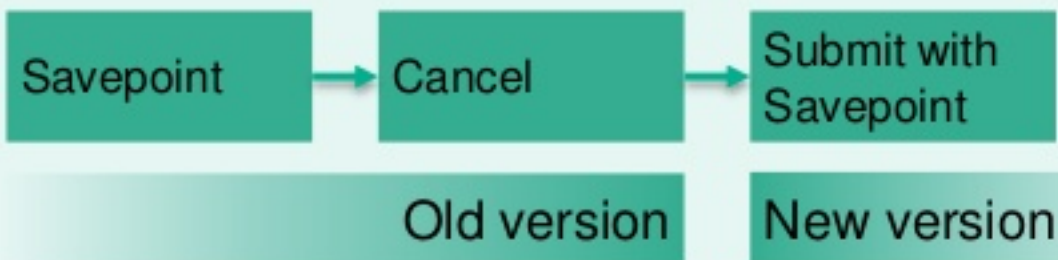 Savepoint
Cancel
Submit with
Savepoint
Old version
New version